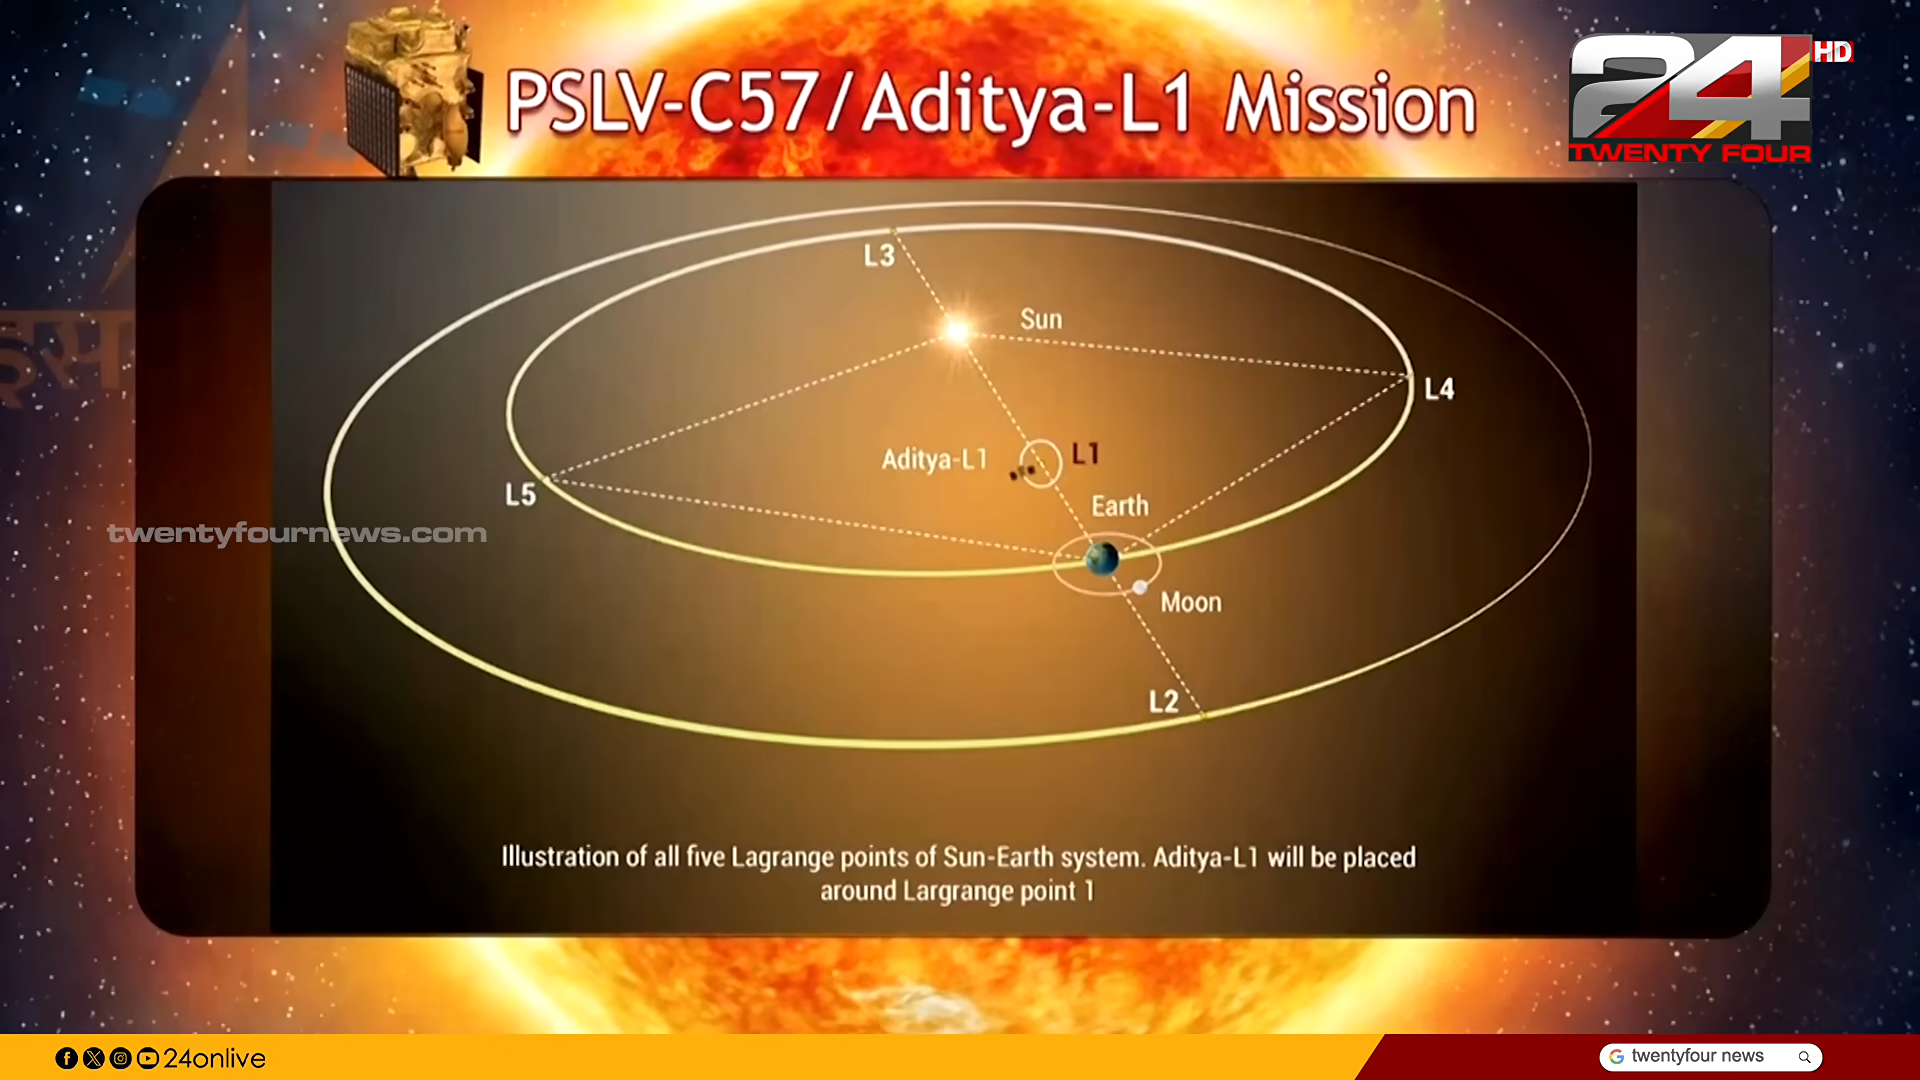 PSLV-C57/Aditya-L1 Mission
24 HD
TWENTY FOUR
L3
Sun
L4
Aditya-L1
L1
L5
Earth
twentyfournews.com
Moon
L2
Illustration of all five Lagrange points of Sun-Earth system. Aditya-L1 will be placed
around Largrange point 1
24onlive
twentyfour news